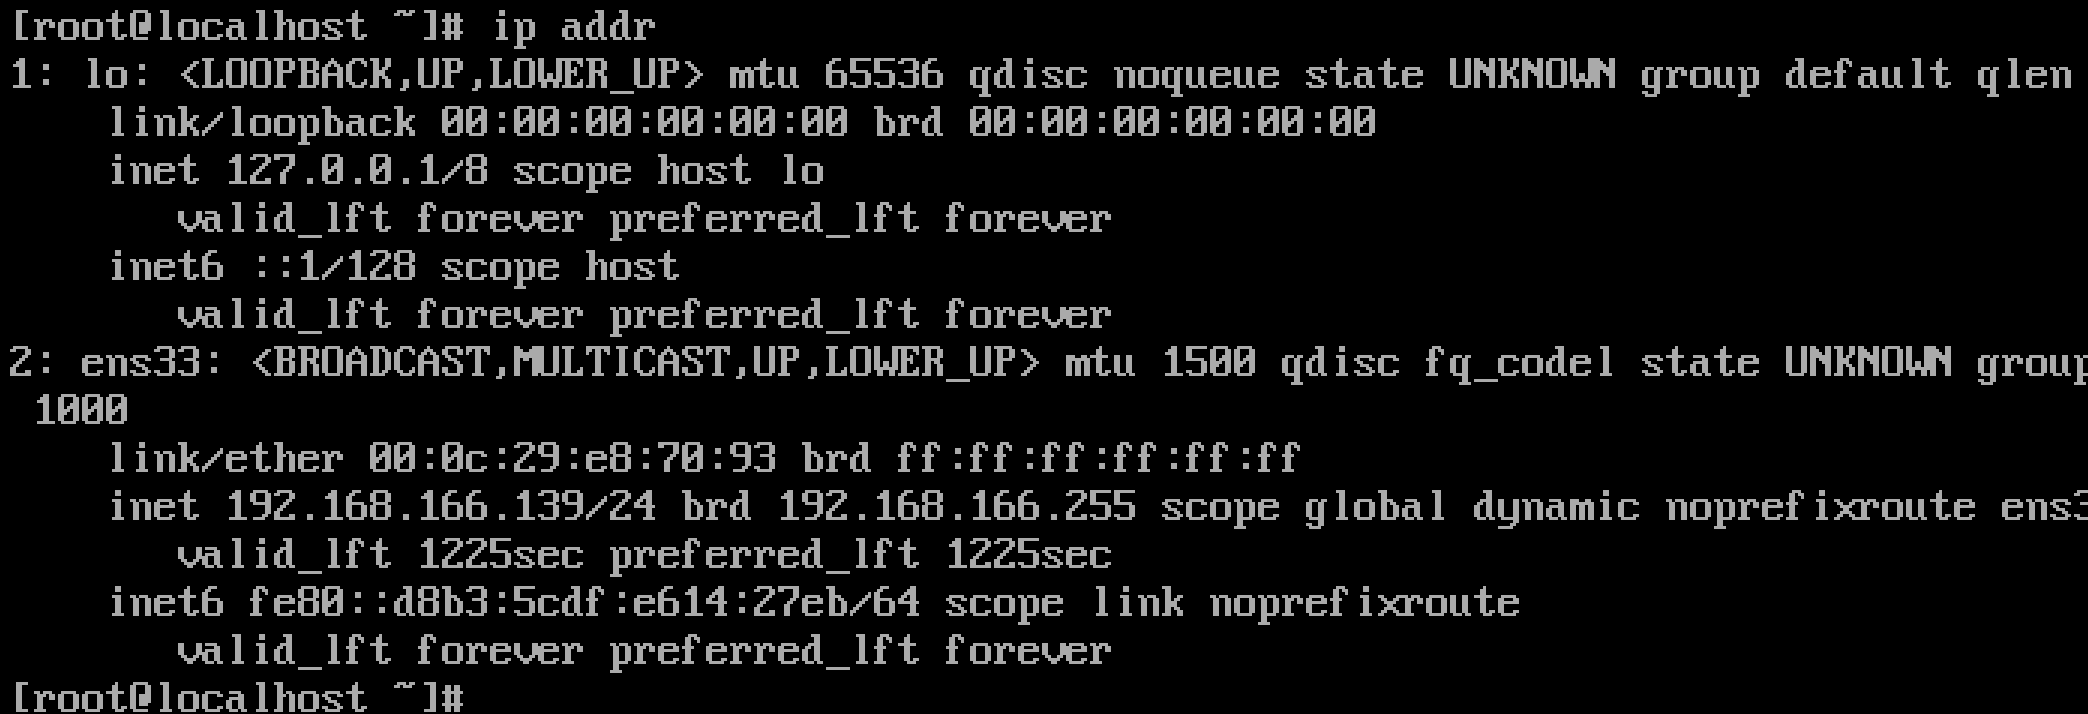 [root@localhost ~]# ip addr
1: lo: <LOOPBACK,UP,LOWER_UP> mtu 65536 qdisc noqueue state UNKNOWN group default qlen
    link/loopback 00:00:00:00:00:00 brd 00:00:00:00:00:00
    inet 127.0.0.1/8 scope host lo
       valid_lft forever preferred_lft forever
    inet6 ::1/128 scope host
       valid_lft forever preferred_lft forever
2: ens33: <BROADCAST,MULTICAST,UP,LOWER_UP> mtu 1500 qdisc fq_codel state UNKNOWN group
 1000
    link/ether 00:0c:29:e8:70:93 brd ff:ff:ff:ff:ff:ff
    inet 192.168.166.139/24 brd 192.168.166.255 scope global dynamic noprefixroute ens3
       valid_lft 1225sec preferred_lft 1225sec
    inet6 fe80::d8b3:5cdf:e614:27eb/64 scope link noprefixroute
       valid_lft forever preferred_lft forever
[root@localhost ~]#